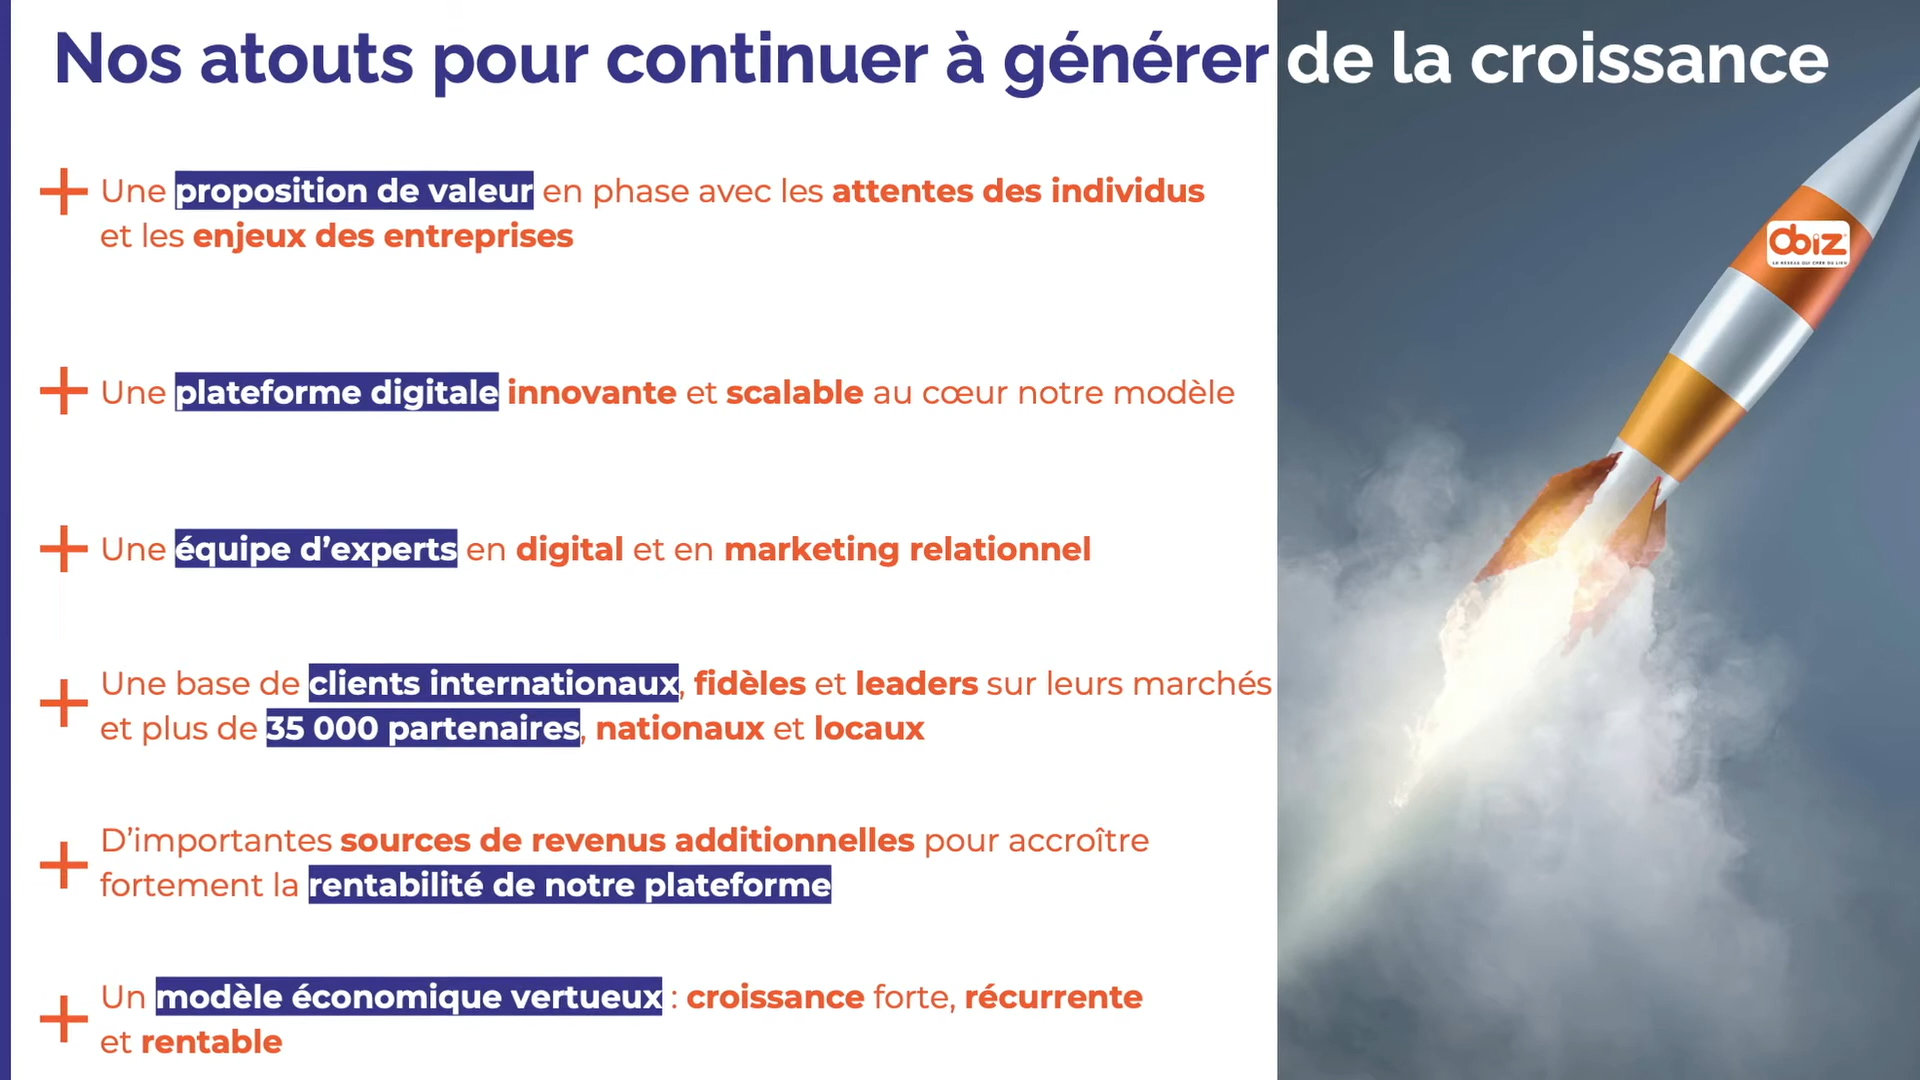 Nos atouts pour continuer à générer de la croissance
Une proposition de valeur en phase avec les attentes des individus
et les enjeux des entreprises
Une plateforme digitale innovante et scalable au cœur notre modèle
Une équipe d’experts en digital et en marketing relationnel
Une base de clients internationaux, fidèles et leaders sur leurs marchés
et plus de 35 000 partenaires, nationaux et locaux
D’importantes sources de revenus additionnelles pour accroître
fortement la rentabilité de notre plateforme
Un modèle économique vertueux : croissance forte, récurrente
et rentable
Obiz